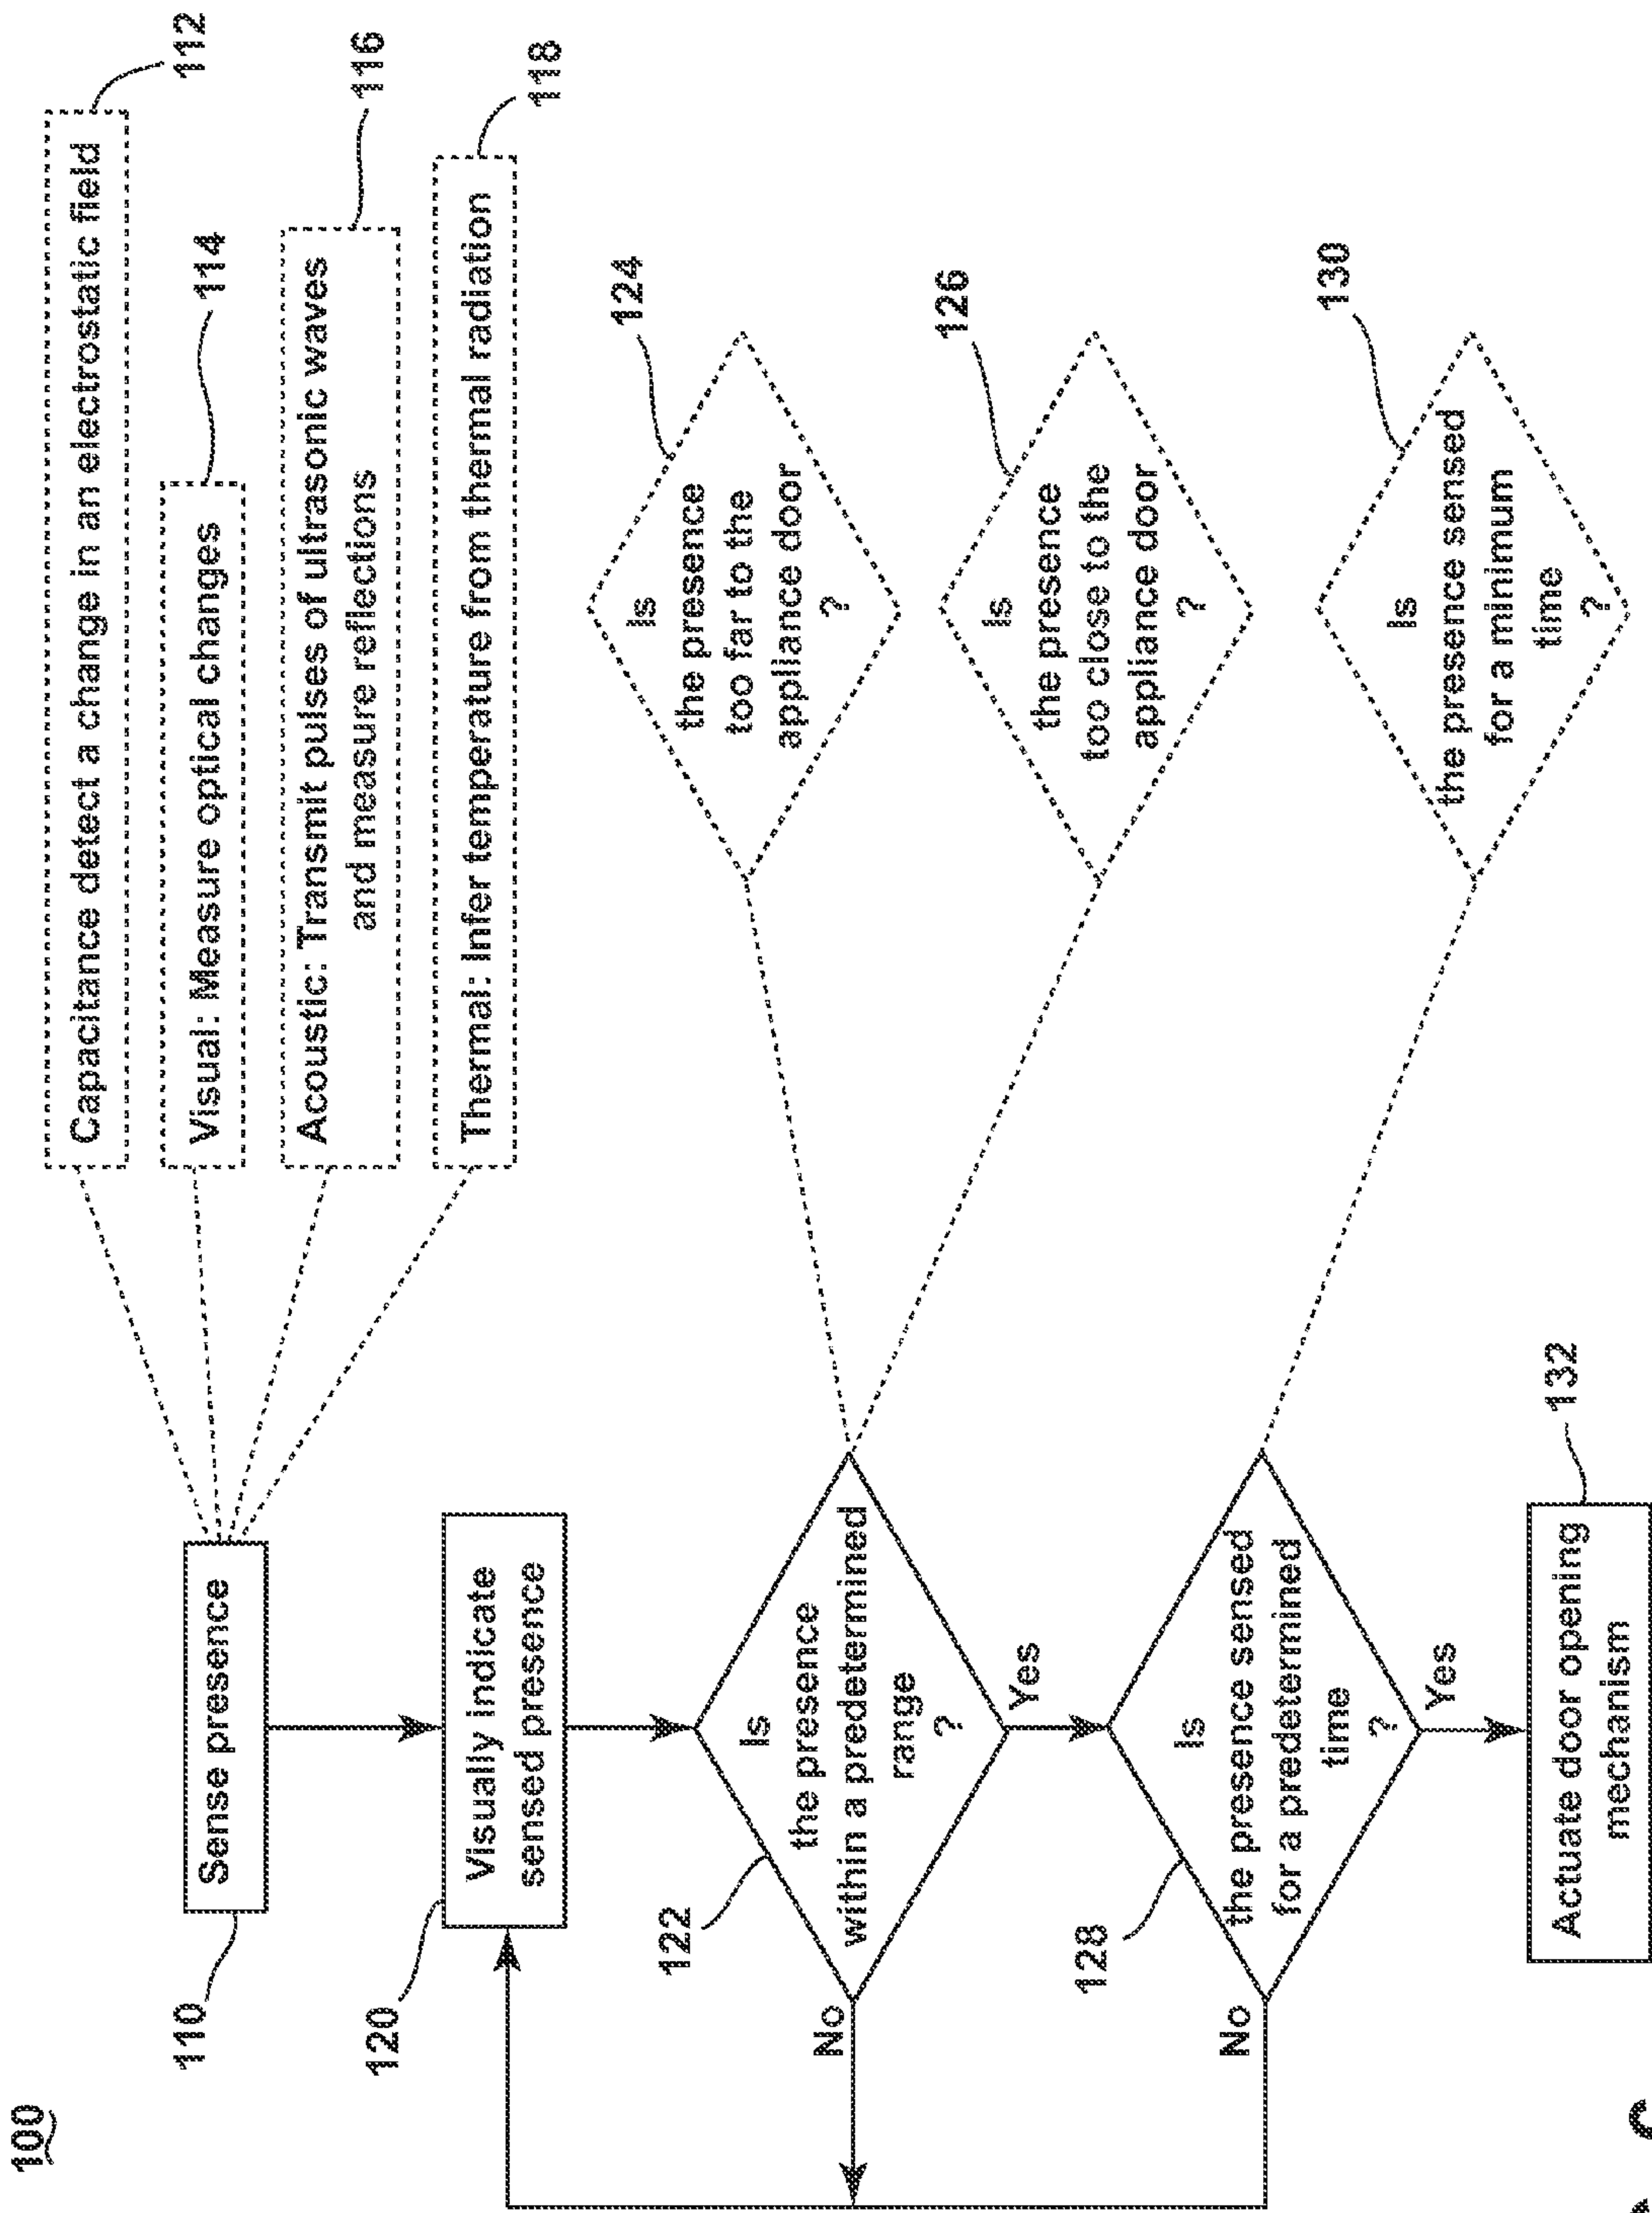 100
110
Sense presence
Capacitance detect a change in an electrostatic field
112
Visual: Measure optical changes
114
Acoustic: Transmit pulses of ultrasonic waves
and measure reflections
116
Thermal: Infer temperature from thermal radiation
118
120
Visually indicate
sensed presence
122
Is
the presence
within a predetermined
range
?
No
Yes
Is
the presence
too far to the
appliance door
?
124
Is
the presence
too close to the
appliance door
?
126
128
Is
the presence sensed
for a predetermined
time
?
No
Yes
Is
the presence sensed
for a minimum
time
?
130
Actuate door opening
mechanism
132